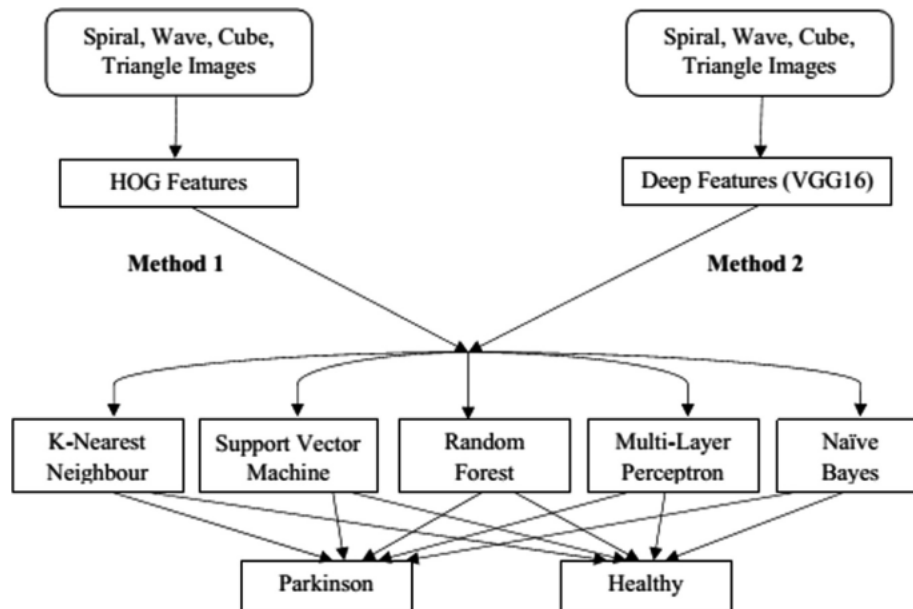 Spiral, Wave, Cube,
Triangle Images
Spiral, Wave, Cube,
Triangle Images
HOG Features
Deep Features (VGG16)
Method 1
Method 2
K-Nearest
Neighbour
Support Vector
Machine
Random
Forest
Multi-Layer
Perceptron
Naïve
Bayes
Parkinson
Healthy